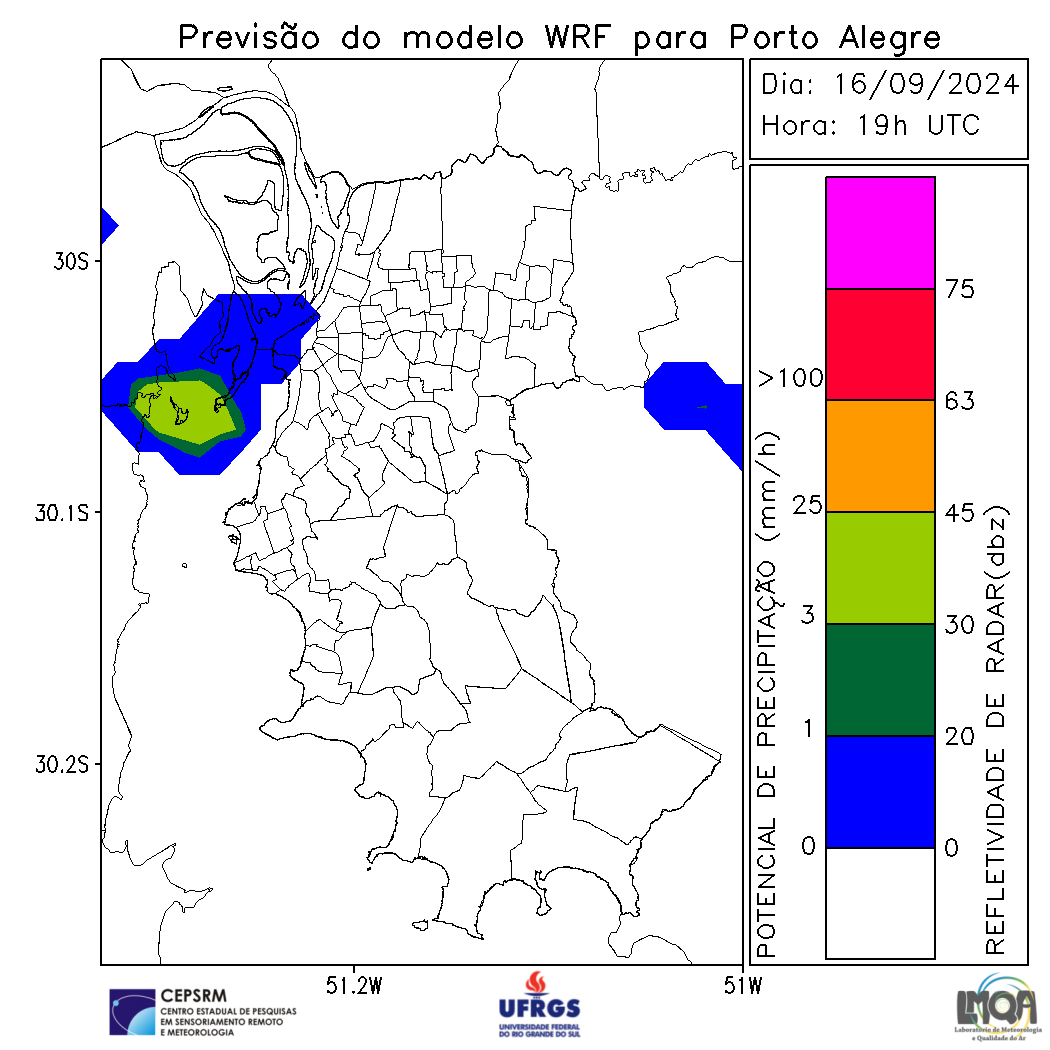 Previsão do modelo WRF para Porto Alegre
Dia: 16/09/2024
Hora: 19h UTC
30S
30.1S
30.2S
51.2W
51W
POTENCIAL DE PRECIPITAÇÃO (mm/h)
>100
25
3
1
0
75
63
45
30
20
0
REFLETIVIDADE DE RADAR(dbz)
CEPSRM
CENTRO ESTADUAL DE PESQUISAS
EM SENSORIAMENTO REMOTO
E METEOROLOGIA
UFRGS
UNIVERSIDADE FEDERAL
DO RIO GRANDE DO SUL
LMQA
Laboratório de Meteorologia
e Qualidade do Ar